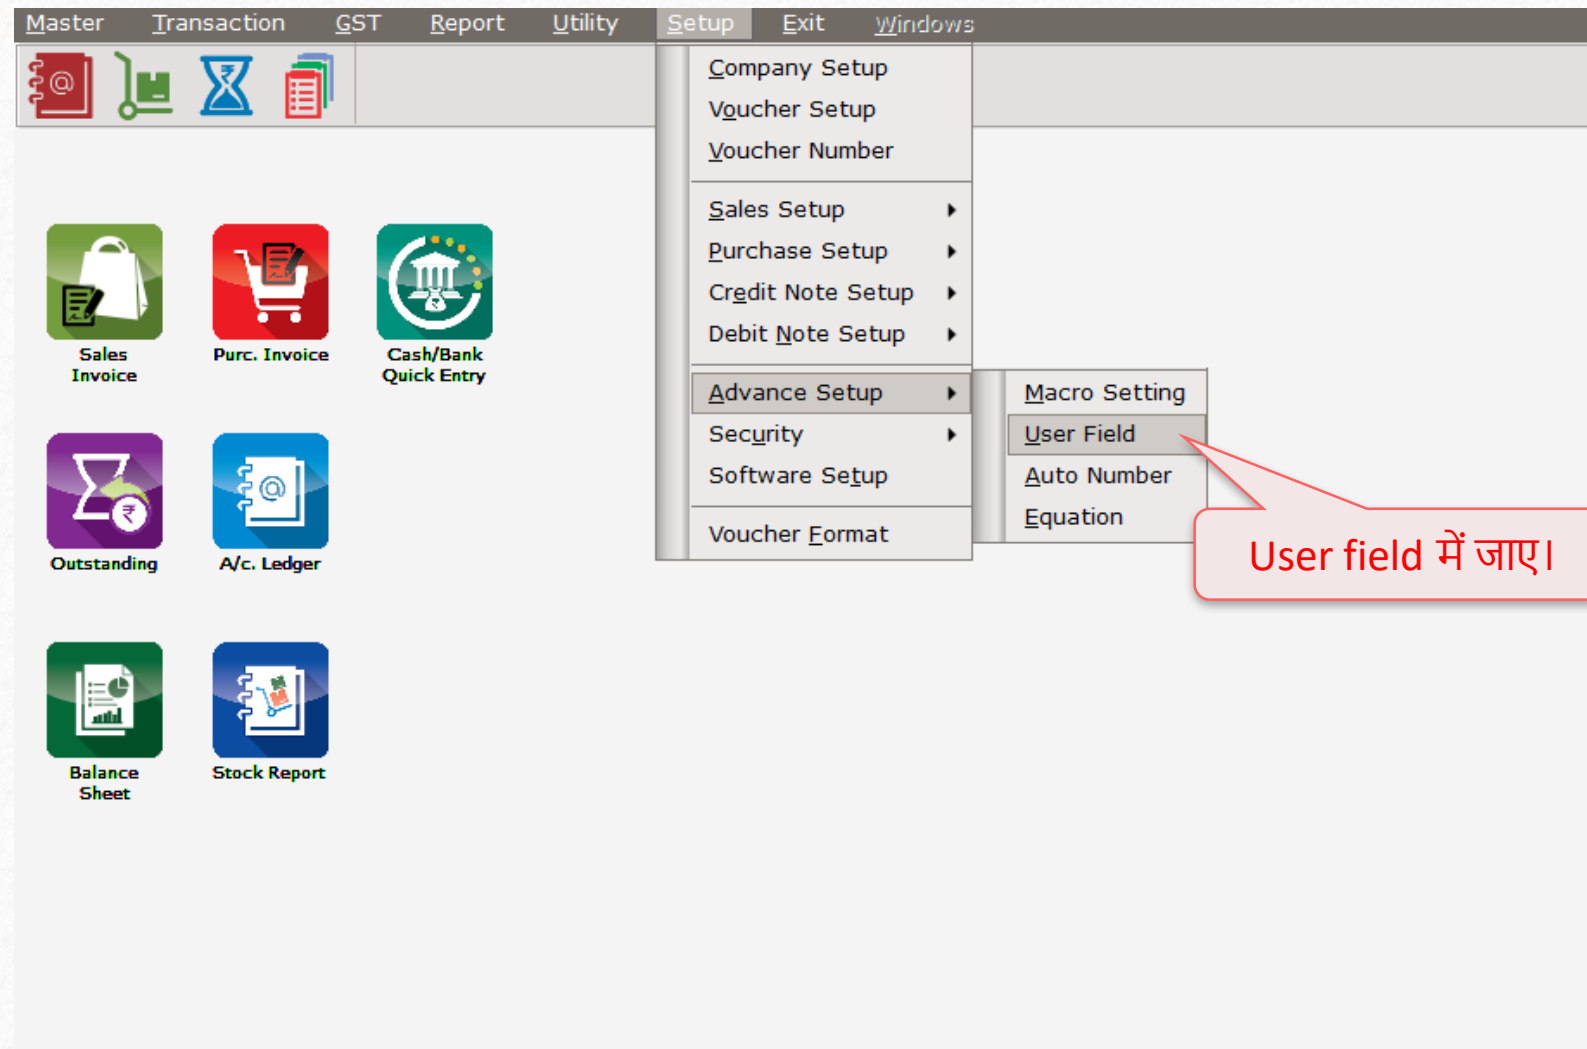 Master Transaction GST Report Utility Setup Exit Windows
Company Setup
Voucher Setup
Voucher Number
Sales Setup
Purchase Setup
Credit Note Setup
Debit Note Setup
Advance Setup
Security
Software Setup
Voucher Format
Macro Setting
User Field
Auto Number
Equation
User field में जाए।
Sales
Invoice
Purc. Invoice
Cash/Bank
Quick Entry
Outstanding
A/c. Ledger
Balance
Sheet
Stock Report